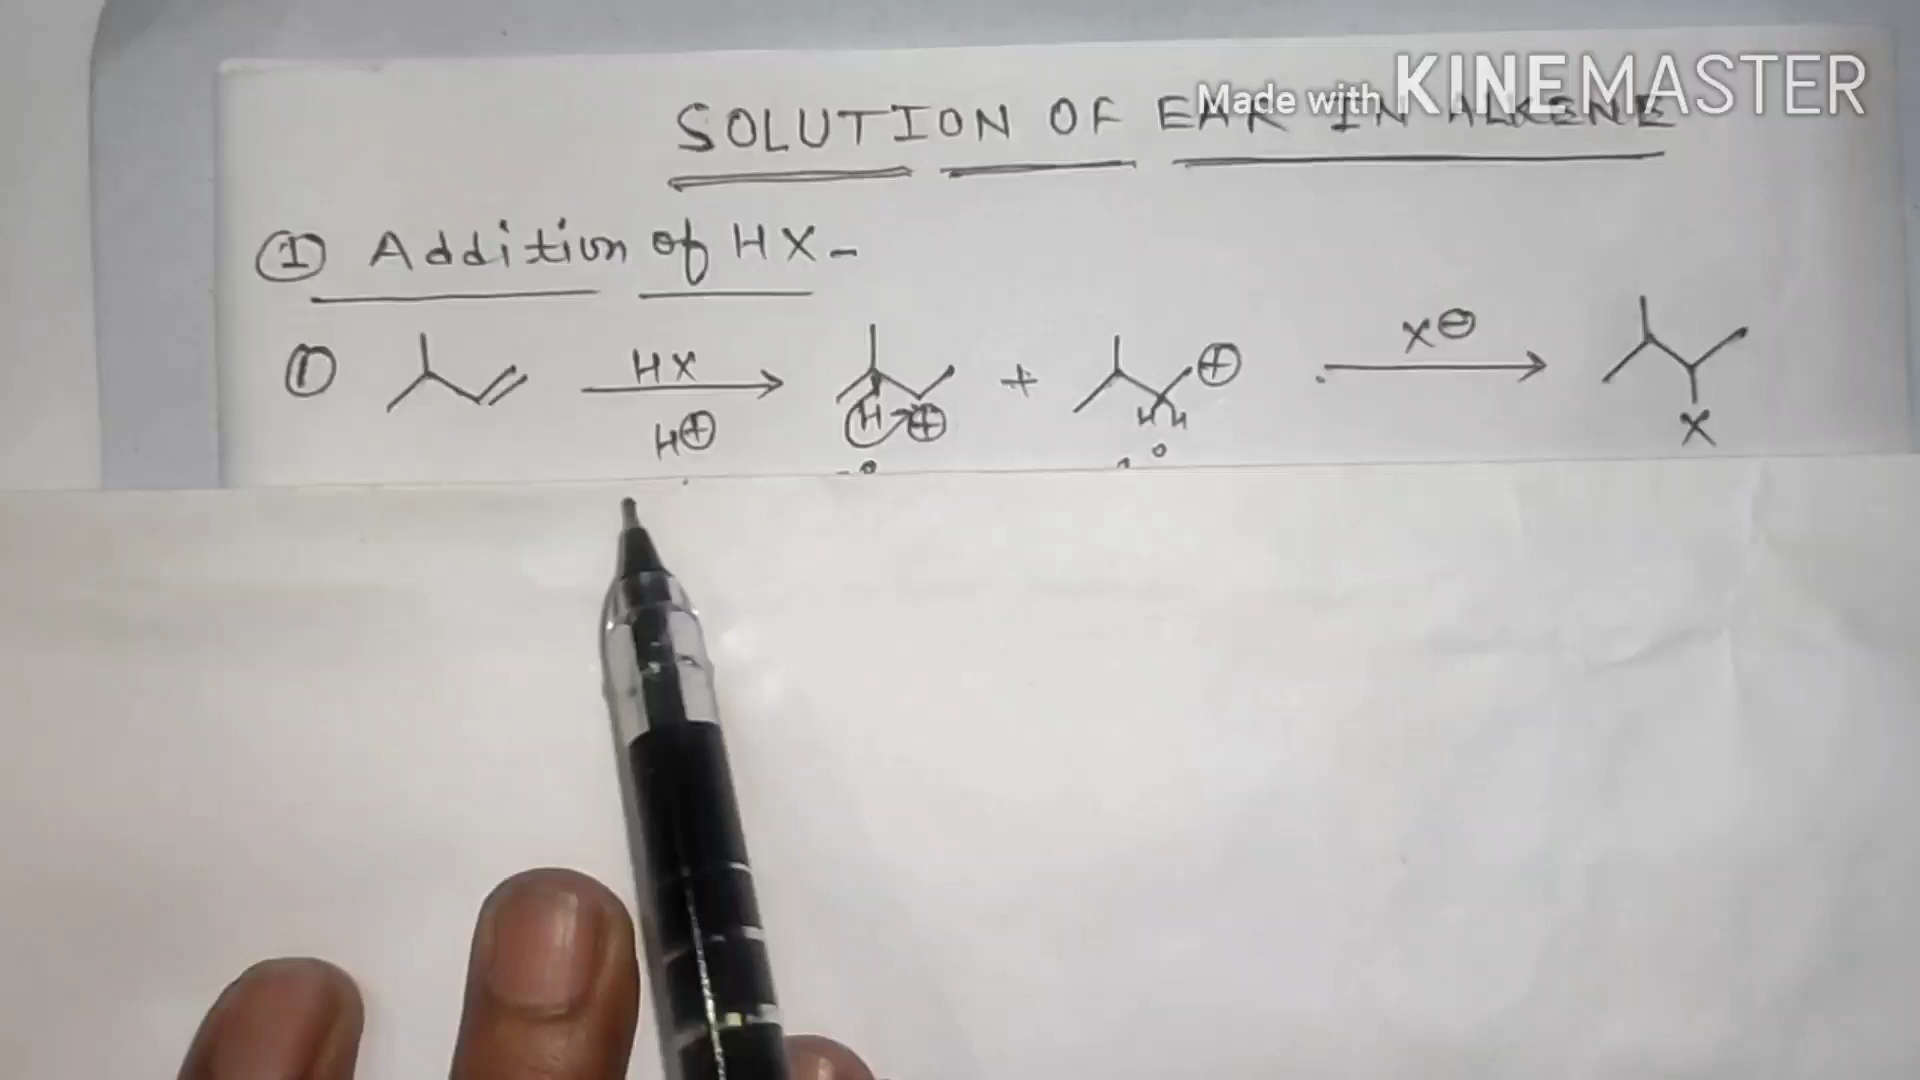 Made with KINEMASTER
SOLUTION OF EAR IN ALKENE
① Addition of HX-
① HX H⊕ H ⊕ + H H ⊕ X⊖ X